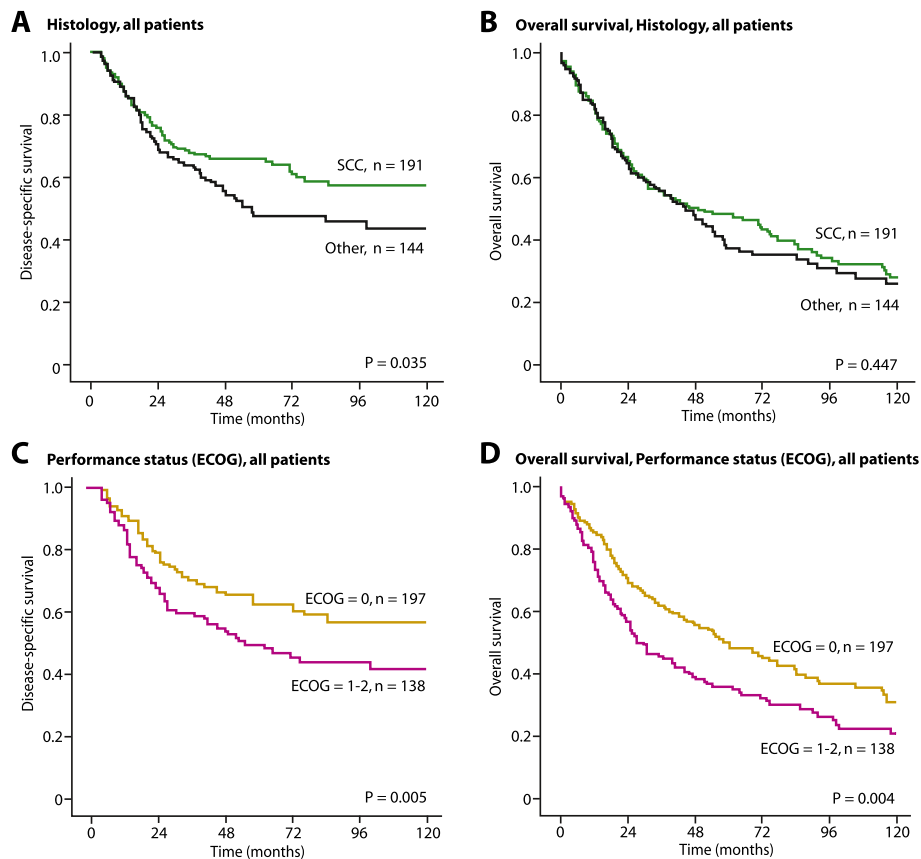 A Histology, all patients
1.0
0.8
0.6
0.4
0.2
0
Disease-specific survival
SCC, n = 191
Other, n = 144
P = 0.035
0 24 48 72 96 120
Time (months)
B Overall survival, Histology, all patients
1.0
0.8
0.6
0.4
0.2
0
Overall survival
SCC, n = 191
Other, n = 144
P = 0.447
0 24 48 72 96 120
Time (months)
C Performance status (ECOG), all patients
1.0
0.8
0.6
0.4
0.2
0
Disease-specific survival
ECOG = 0, n = 197
ECOG = 1-2, n = 138
P = 0.005
0 24 48 72 96 120
Time (months)
D Overall survival, Performance status (ECOG), all patients
1.0
0.8
0.6
0.4
0.2
0
Overall survival
ECOG = 0, n = 197
ECOG = 1-2, n = 138
P = 0.004
0 24 48 72 96 120
Time (months)